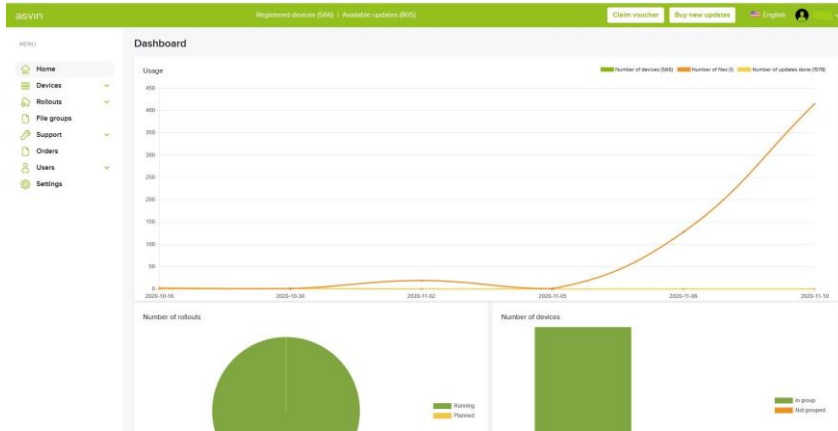 asvin
Registered devices (566) | Available updates (805)
Claim voucher
Buy new updates
English
MENU
Home
Devices
Rollouts
File groups
Support
Orders
Users
Settings
Dashboard
Usage
Number of devices (566)
Number of files (1)
Number of updates done (1578)
450
400
350
300
250
200
150
100
50
0
2020-10-16
2020-10-30
2020-11-02
2020-11-05
2020-11-06
2020-11-10
Number of rollouts
Running
Planned
Number of devices
In group
Not grouped